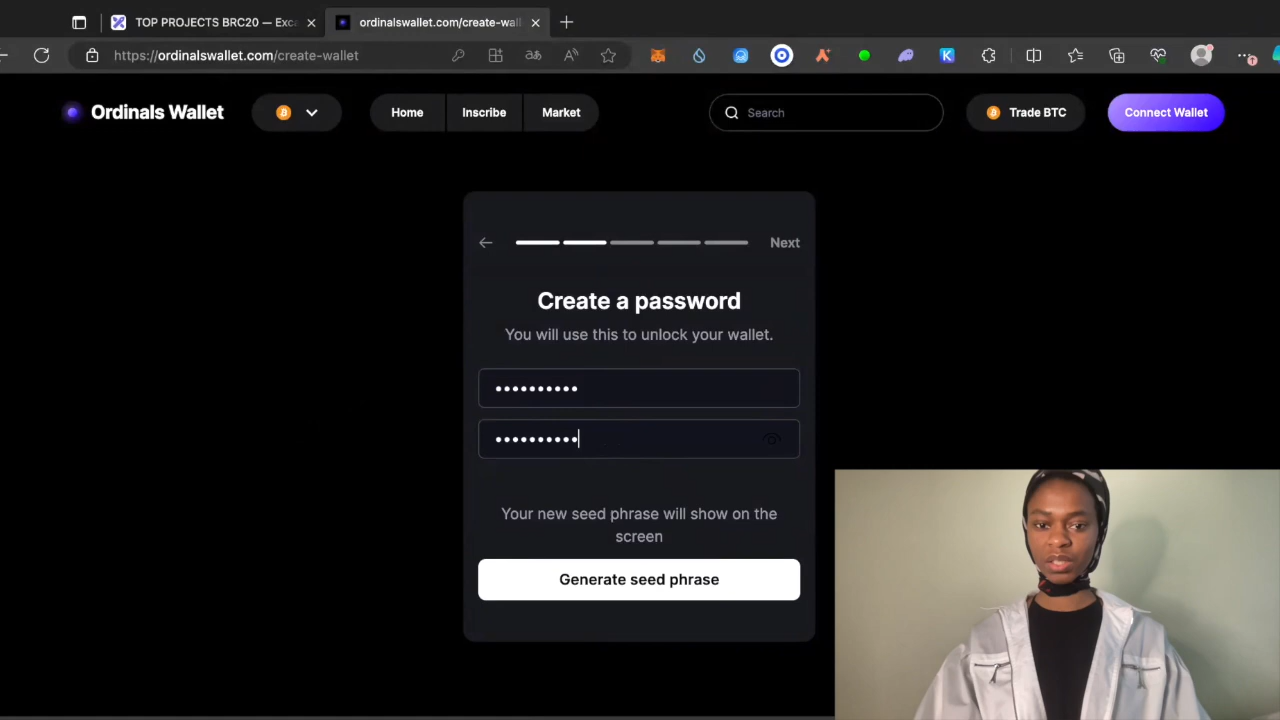 TOP PROJECTS BRC20 — Exca
ordinalswallet.com/create-wal
https://ordinalswallet.com/create-wallet
Ordinals Wallet
Home
Inscribe
Market
Search
Trade BTC
Connect Wallet
Next
Create a password
You will use this to unlock your wallet.
••••••••••
••••••••••
Your new seed phrase will show on the
screen
Generate seed phrase